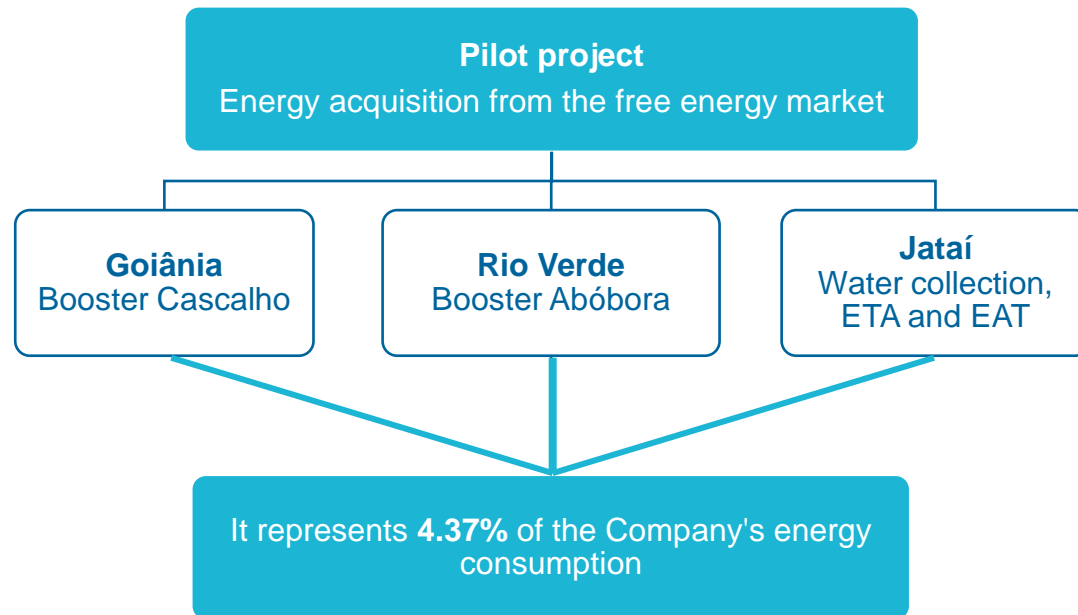 Pilot project
Energy acquisition from the free energy market
Goiânia
Booster Cascalho
Rio Verde
Booster Abóbora
Jataí
Water collection,
ETA and EAT
It represents 4.37% of the Company's energy
consumption